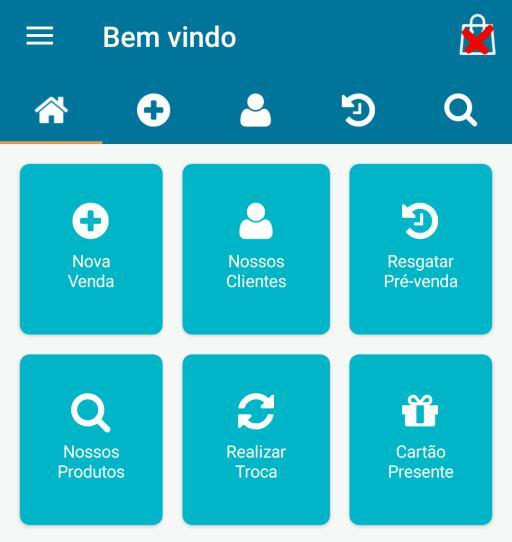 Bem vindo
Nova
Venda
Nossos
Clientes
Resgatar
Pré-venda
Nossos
Produtos
Realizar
Troca
Cartão
Presente